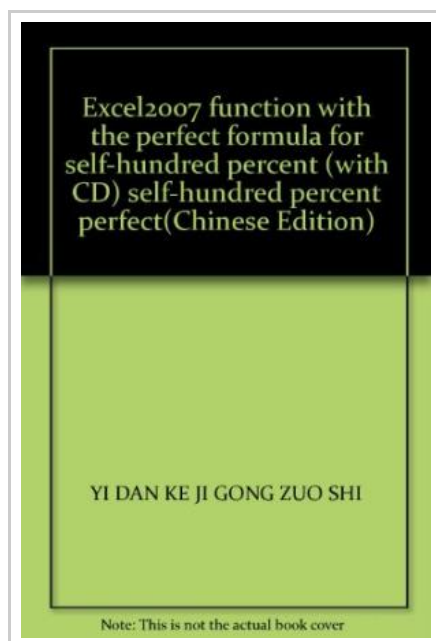 Excel2007 function with
the perfect formula for
self-hundred percent (with
CD) self-hundred percent
perfect(Chinese Edition)
YI DAN KE JI GONG ZUO SHI
Note: This is not the actual book cover